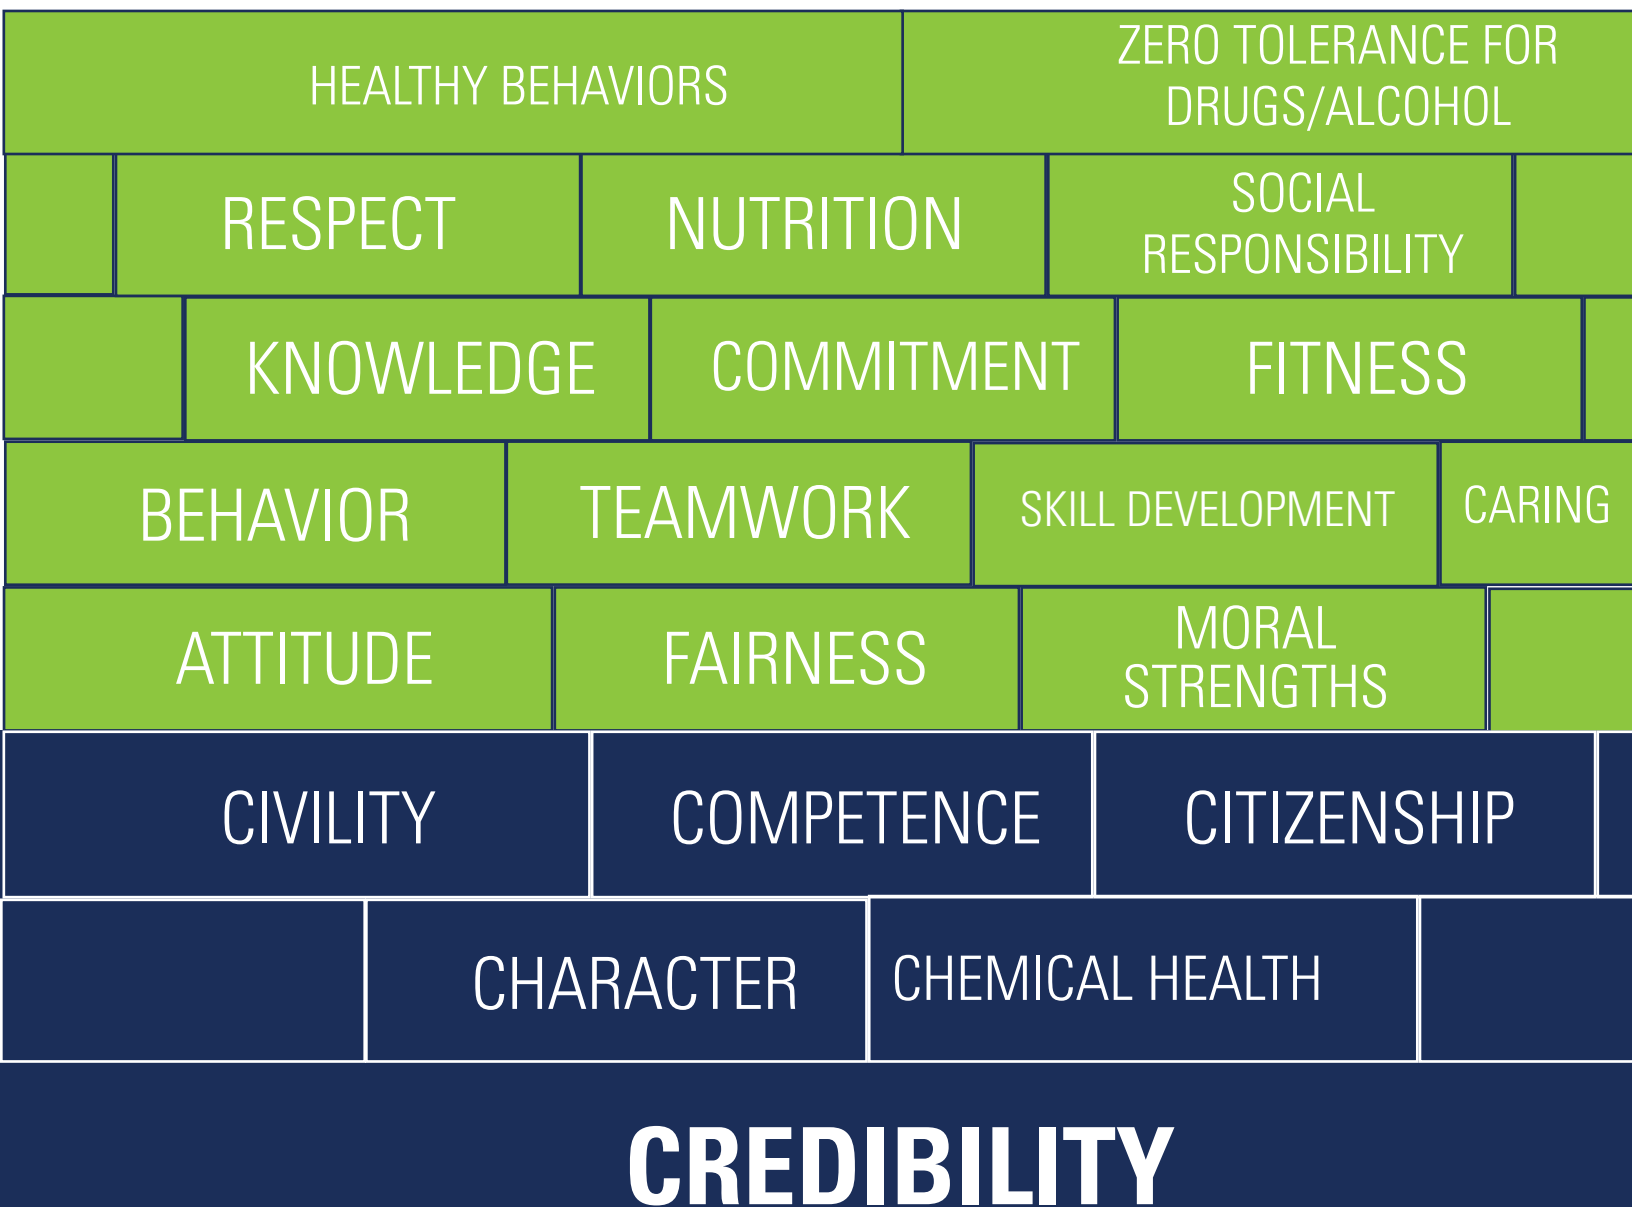 HEALTHY BEHAVIORS
ZERO TOLERANCE FOR
DRUGS/ALCOHOL
RESPECT
NUTRITION
SOCIAL
RESPONSIBILITY
KNOWLEDGE
COMMITMENT
FITNESS
BEHAVIOR
TEAMWORK
SKILL DEVELOPMENT
CARING
ATTITUDE
FAIRNESS
MORAL
STRENGTHS
CIVILITY
COMPETENCE
CITIZENSHIP
CHARACTER
CHEMICAL HEALTH
CREDIBILITY